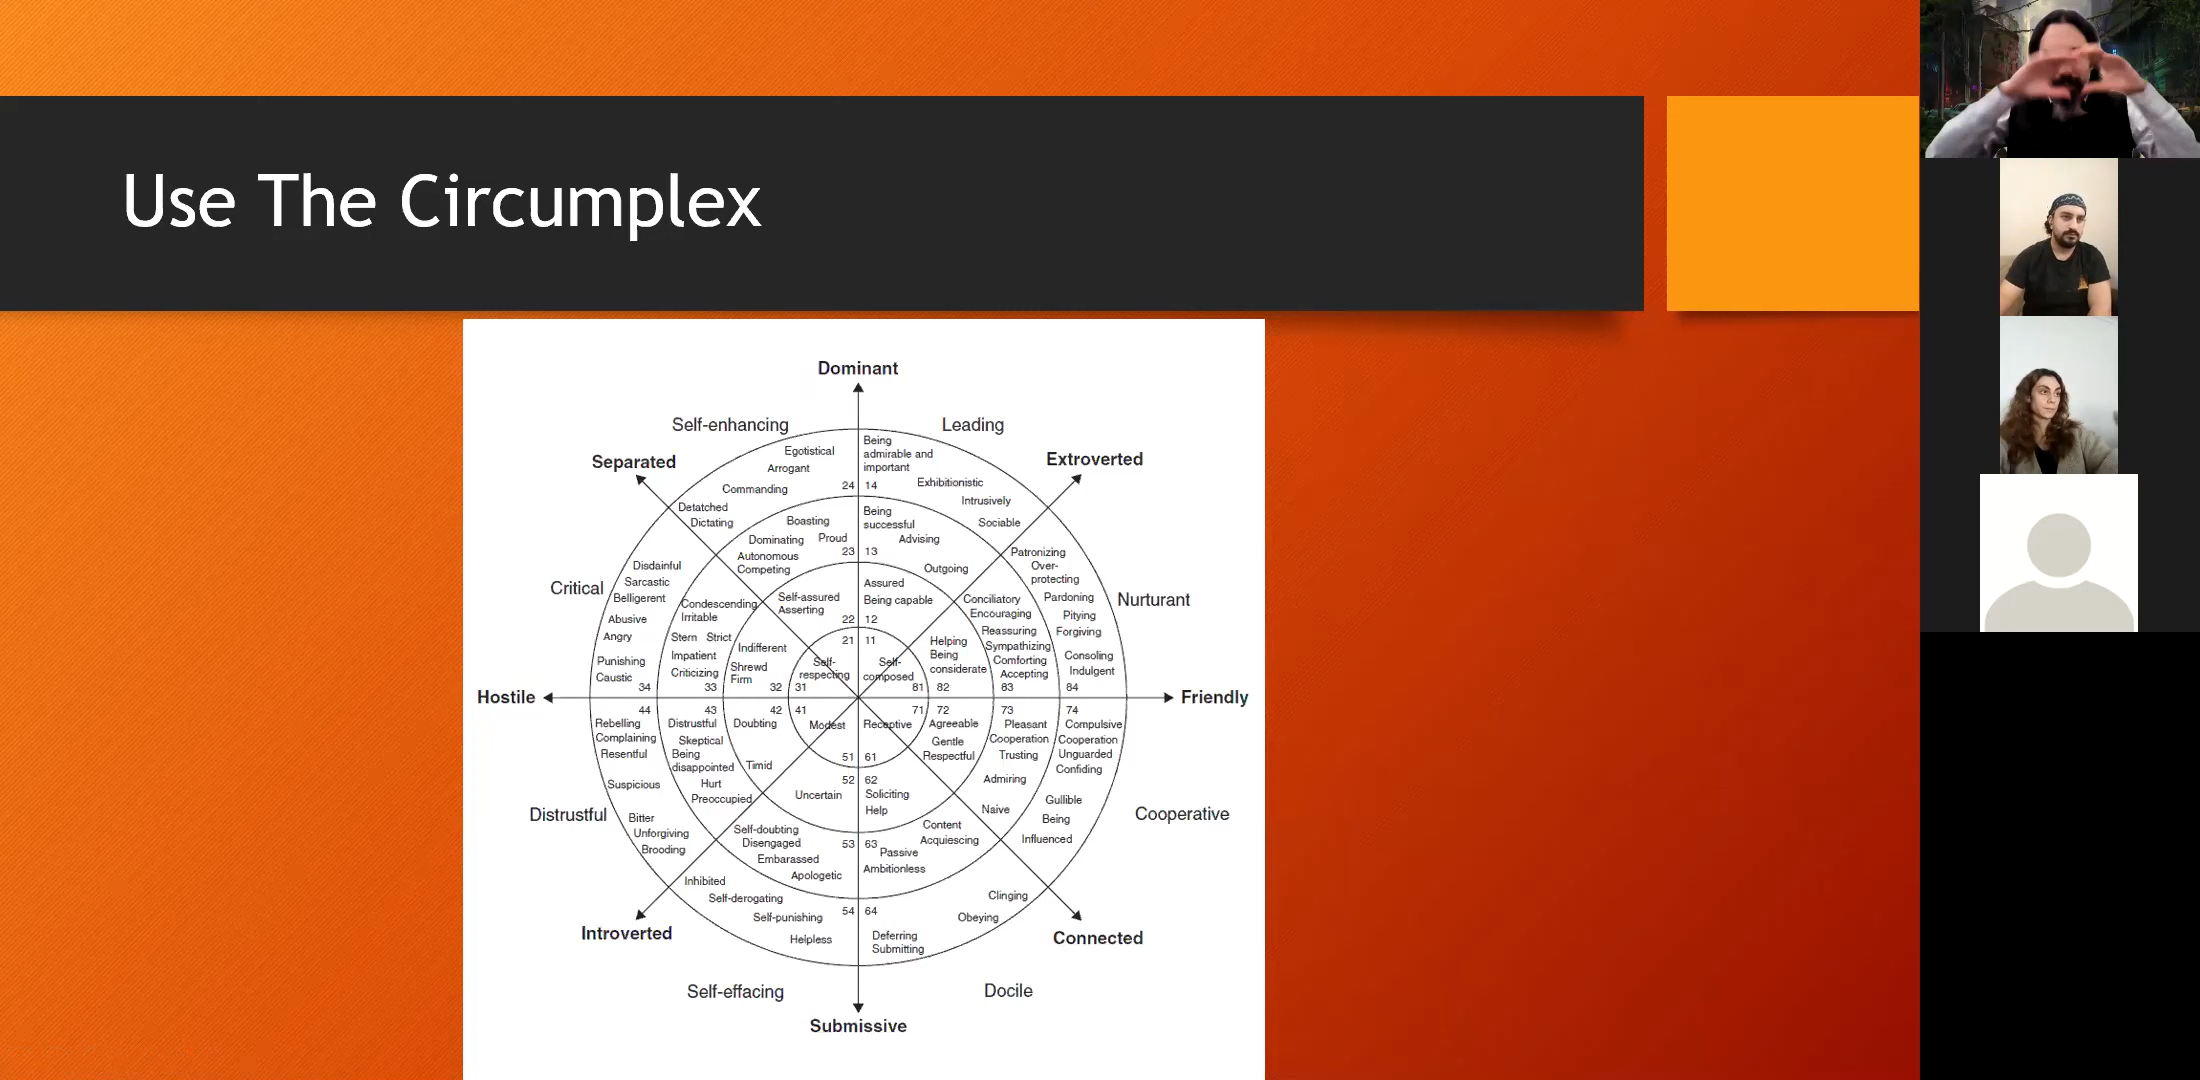 Use The Circumplex
Dominant
Self-enhancing
Leading
Separated
Extroverted
Egotistical
Arrogant
Commanding
Detatched
Dictating
24
Being
admirable and
important
14
Exhibitionistic
Intrusively
Sociable
Boasting
Dominating
Proud
Autonomous
Competing
23
Being
successful
Advising
13
Outgoing
Patronizing
Over-
protecting
Pardoning
Pitying
Forgiving
Consoling
Indulgent
84
Critical
Nurturant
Disdainful
Sarcastic
Belligerent
Abusive
Angry
Punishing
Caustic
34
Condescending
Irritable
Stern
Strict
Impatient
Criticizing
33
Self-assured
Asserting
22
Assured
Being capable
12
Conciliatory
Encouraging
Reassuring
Sympathizing
Comforting
Accepting
83
Indifferent
Shrewd
Firm
32
21
11
Self-
respecting
31
Self-
composed
81
Helping
Being
considerate
82
Hostile
Friendly
44
Rebelling
Complaining
Resentful
Suspicious
Bitter
Unforgiving
Brooding
43
Distrustful
Skeptical
Being
disappointed
Hurt
Preoccupied
42
Doubting
Timid
41
Modest
51
71
Receptive
61
72
Agreeable
Gentle
Respectful
73
Pleasant
Cooperation
Trusting
Admiring
Naive
74
Compulsive
Cooperation
Unguarded
Confiding
Gullible
Being
Influenced
Distrustful
Cooperative
52
Uncertain
62
Soliciting
Help
Self-doubting
Disengaged
Embarassed
Apologetic
53
63
Content
Acquiescing
Passive
Ambitionless
Inhibited
Self-derogating
Self-punishing
Helpless
54
64
Clinging
Obeying
Deferring
Submitting
Introverted
Connected
Self-effacing
Docile
Submissive